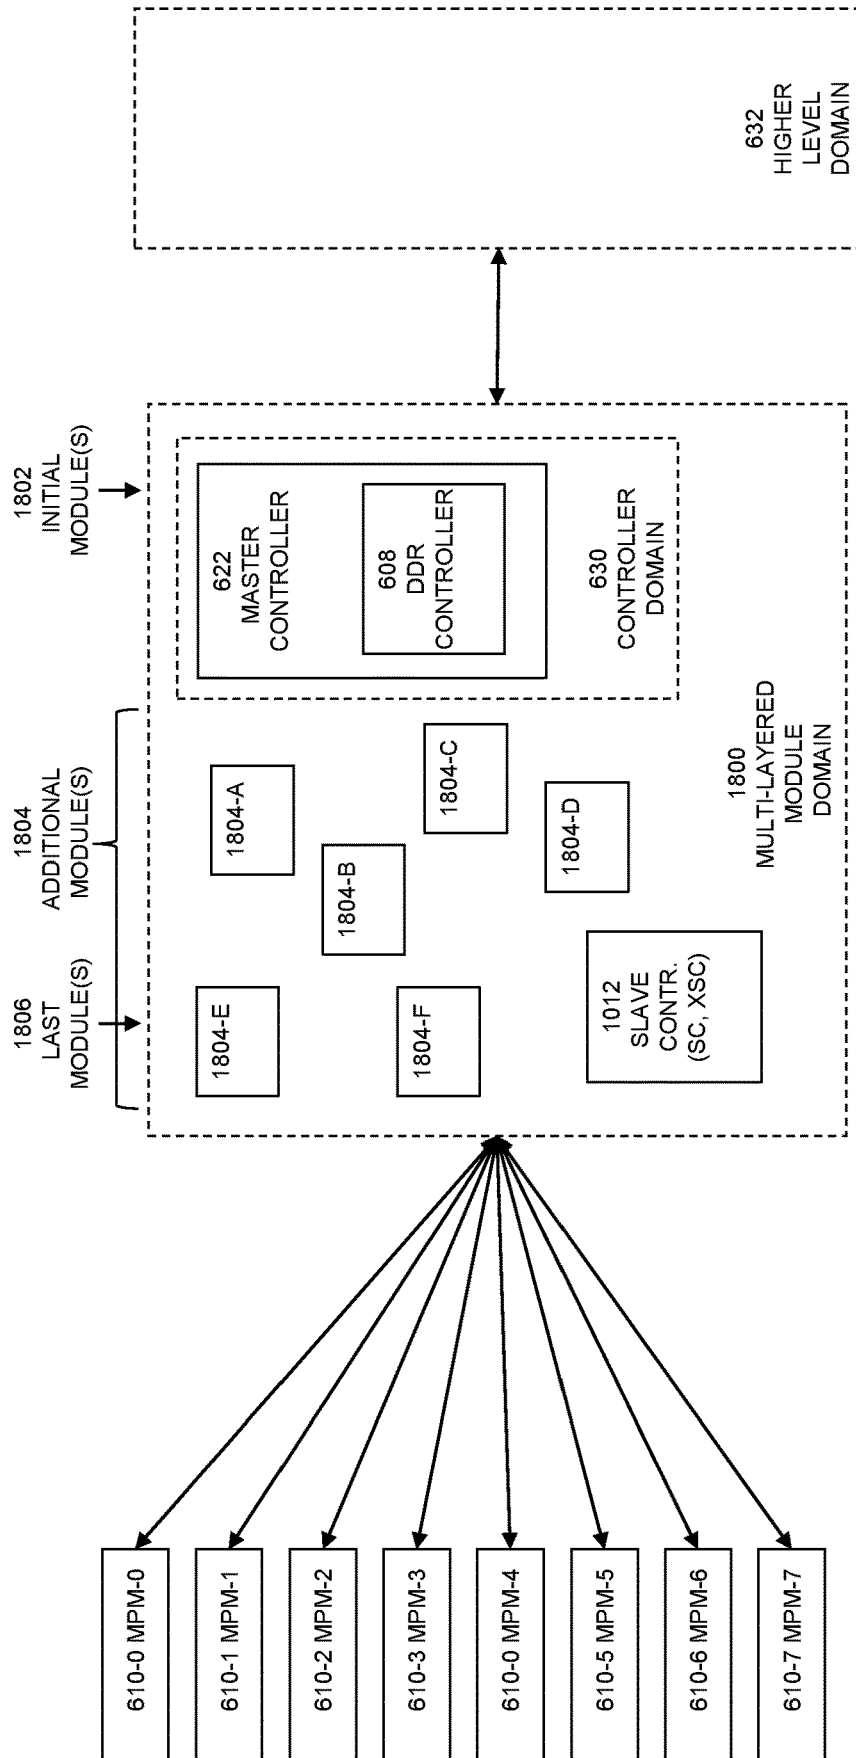 1806
LAST
MODULE(S)
1804
ADDITIONAL
MODULE(S)
1802
INITIAL
MODULE(S)
610-0 MPM-0
610-1 MPM-1
610-2 MPM-2
610-3 MPM-3
610-0 MPM-4
610-5 MPM-5
610-6 MPM-6
610-7 MPM-7
1804-E
1804-F
1012
SLAVE
CONTR.
(SC, XSC)
1804-A
1804-B
1804-C
1804-D
622
MASTER
CONTROLLER
608
DDR
CONTROLLER
630
CONTROLLER
DOMAIN
1800
MULTI-LAYERED
MODULE
DOMAIN
632
HIGHER
LEVEL
DOMAIN